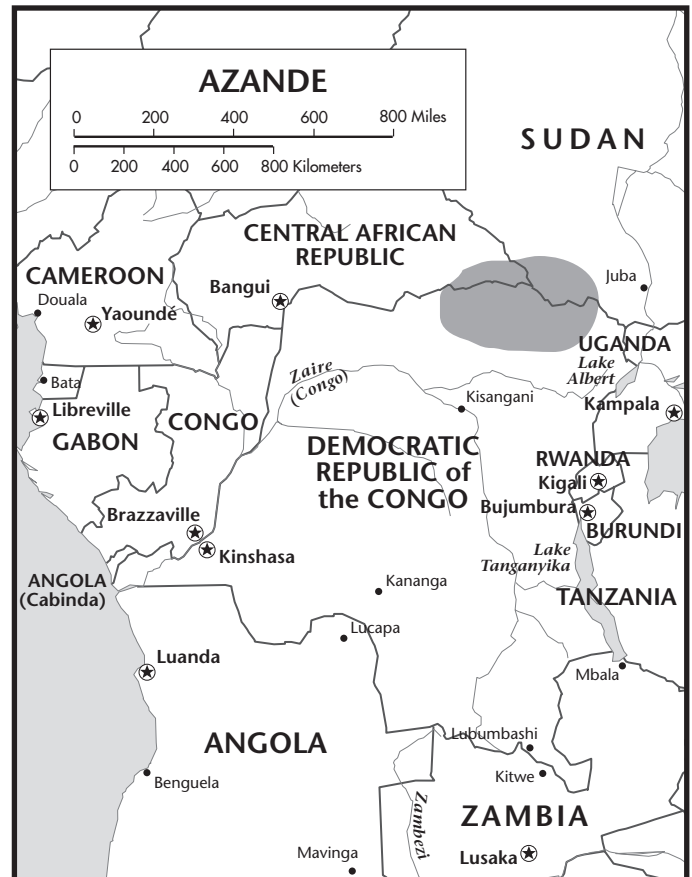 AZANDE
0 200 400 600 800 Miles
0 200 400 600 800 Kilometers
SUDAN
CENTRAL AFRICAN
REPUBLIC
CAMEROON
Douala
Yaoundé
Bangui
Juba
UGANDA
Lake
Albert
Zaire
(Congo)
Bata
Kisangani
Kampala
Libreville
GABON
CONGO
DEMOCRATIC
REPUBLIC of
the CONGO
RWANDA
Kigali
Bujumbura
BURUNDI
Brazzaville
Kinshasa
Lake
Tanganyika
ANGOLA
(Cabinda)
Kananga
TANZANIA
Lucapa
Luanda
Mbala
ANGOLA
Lubumbashi
Kitwe
Benguela
Zambezi
ZAMBIA
Mavinga
Lusaka